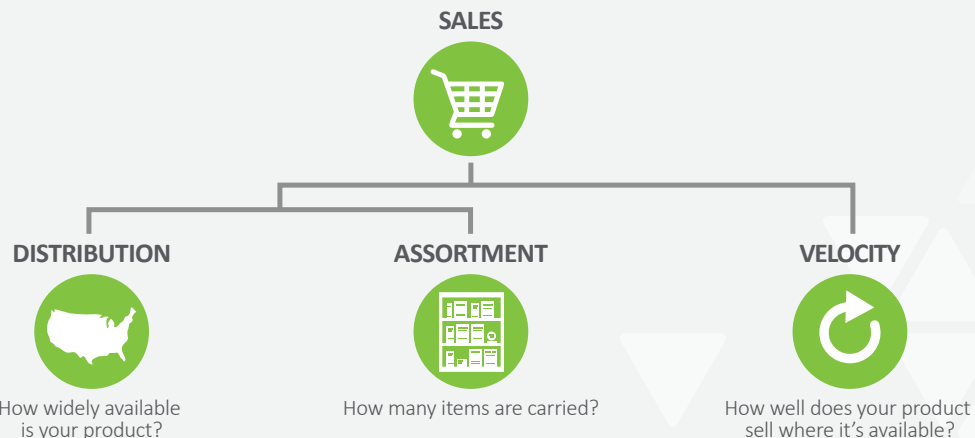 SALES
DISTRIBUTION
ASSORTMENT
VELOCITY
How widely available
is your product?
How many items are carried?
How well does your product
sell where it's available?